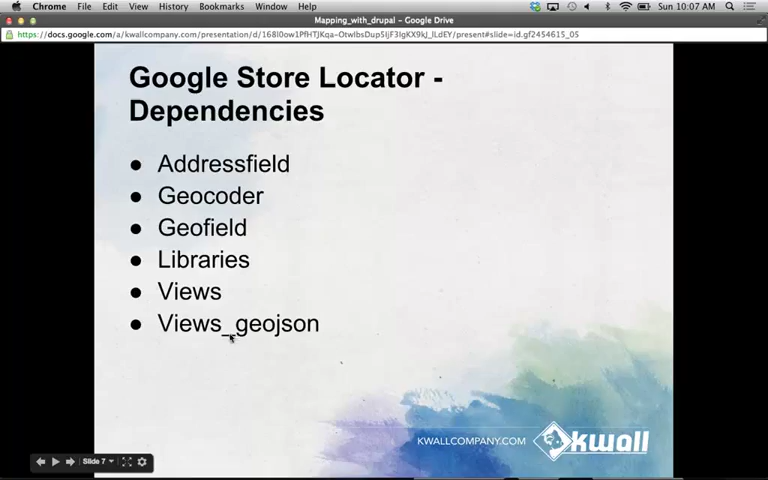 Chrome File Edit View History Bookmarks Window Help Sun 10:07 AM
Mapping_with_drupal – Google Drive
Google Store Locator -
Dependencies
● Addressfield
● Geocoder
● Geofield
● Libraries
● Views
● Views_geojson
KWALLCOMPANY.COM kwall
Slide 7